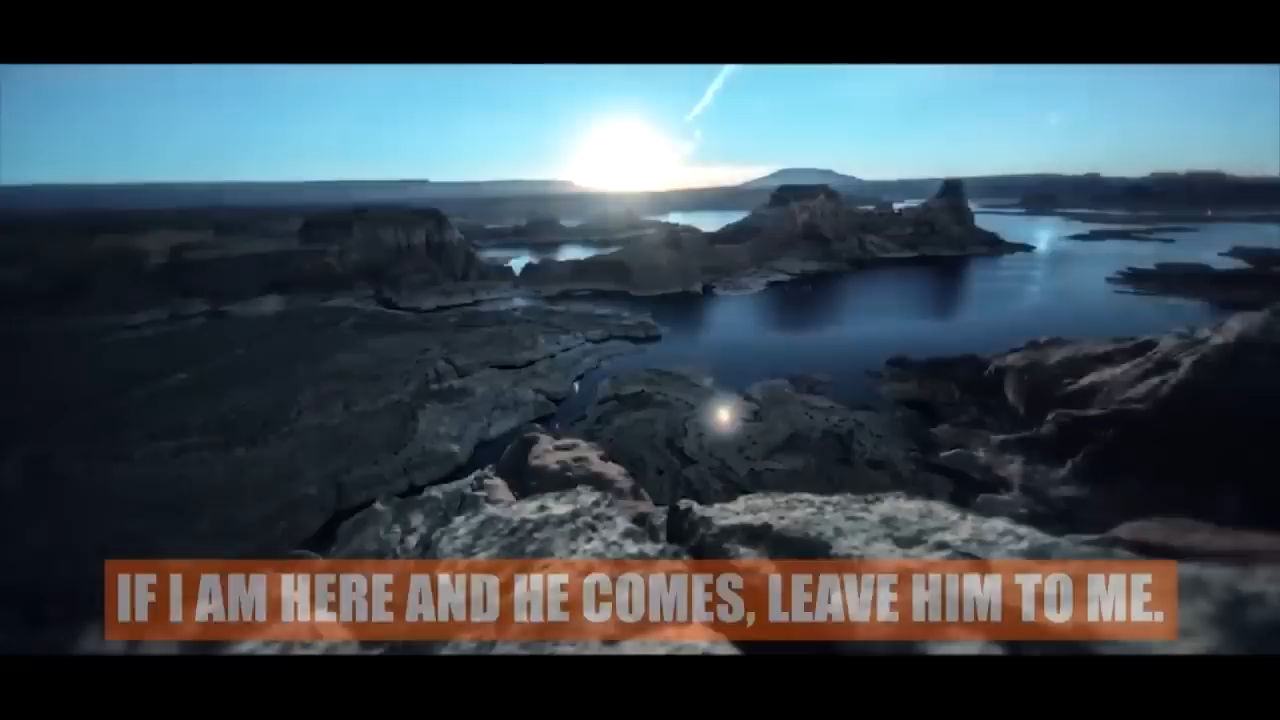 IF I AM HERE AND HE COMES, LEAVE HIM TO ME.